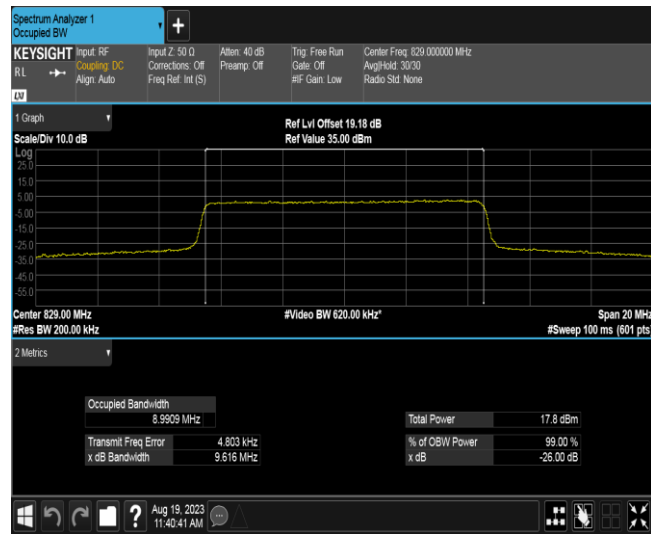 Spectrum Analyzer 1
Occupied BW
+
KEYSIGHT
RL
LXI
Input: RF
Coupling: DC
Align: Auto
Input Z: 50 Ω
Corrections: Off
Freq Ref: Int (S)
Atten: 40 dB
Preamp: Off
Trig: Free Run
Gate: Off
#IF Gain: Low
Center Freq: 829.000000 MHz
Avg|Hold: 30/30
Radio Std: None
1 Graph
Scale/Div 10.0 dB
Ref Lvl Offset 19.18 dB
Ref Value 35.00 dBm
Log
25.0
15.0
5.00
-5.00
-15.0
-25.0
-35.0
-45.0
-55.0
Center 829.00 MHz
#Res BW 200.00 kHz
#Video BW 620.00 kHz*
Span 20 MHz
#Sweep 100 ms (601 pts)
2 Metrics
Occupied Bandwidth
8.9909 MHz
Transmit Freq Error 4.803 kHz
x dB Bandwidth 9.616 MHz
Total Power 17.8 dBm
% of OBW Power 99.00 %
x dB -26.00 dB
?
Aug 19, 2023
11:40:41 AM